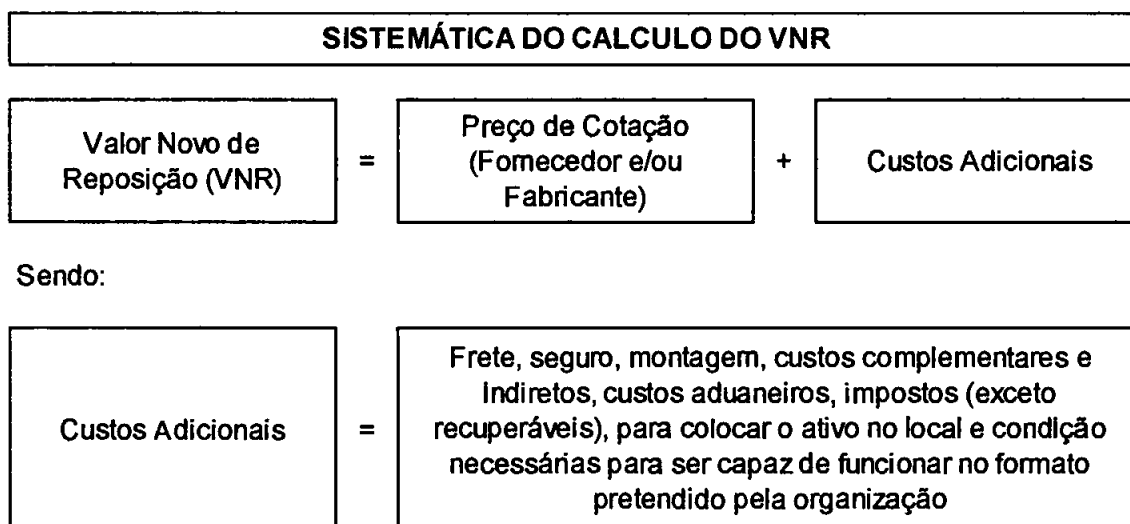 SISTEMÁTICA DO CALCULO DO VNR
Valor Novo de
Reposição (VNR)
=
Preço de Cotação
(Fornecedor e/ou
Fabricante)
+
Custos Adicionais
Sendo:
Custos Adicionais
=
Frete, seguro, montagem, custos complementares e
indiretos, custos aduaneiros, impostos (exceto
recuperáveis), para colocar o ativo no local e condição
necessárias para ser capaz de funcionar no formato
pretendido pela organização